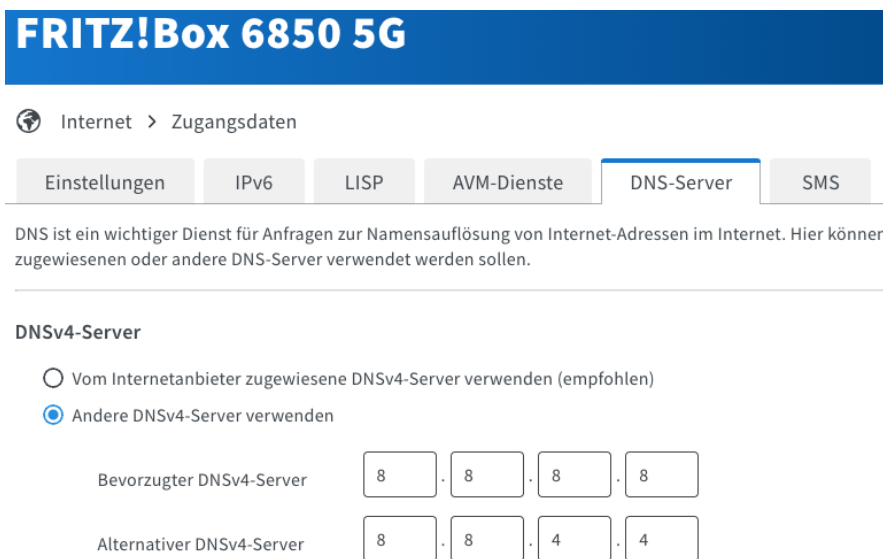 FRITZ!Box 6850 5G
Internet > Zugangsdaten
Einstellungen IPv6 LISP AVM-Dienste DNS-Server SMS
DNS ist ein wichtiger Dienst für Anfragen zur Namensauflösung von Internet-Adressen im Internet. Hier können
zugewiesenen oder andere DNS-Server verwendet werden sollen.
DNSv4-Server
Vom Internetanbieter zugewiesene DNSv4-Server verwenden (empfohlen)
Andere DNSv4-Server verwenden
Bevorzugter DNSv4-Server 8 . 8 . 8 . 8
Alternativer DNSv4-Server 8 . 8 . 4 . 4